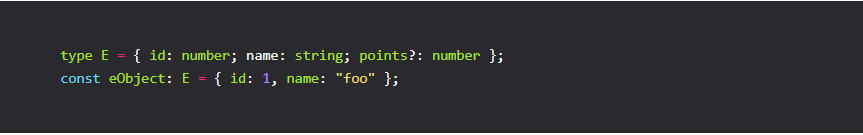 type E = { id: number; name: string; points?: number };
const eObject: E = { id: 1, name: "foo" };